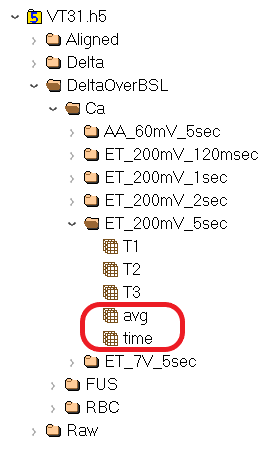 VT31.h5
Aligned
Delta
DeltaOverBSL
Ca
AA_60mV_5sec
ET_200mV_120msec
ET_200mV_1sec
ET_200mV_2sec
ET_200mV_5sec
T1
T2
T3
avg
time
ET_7V_5sec
FUS
RBC
Raw